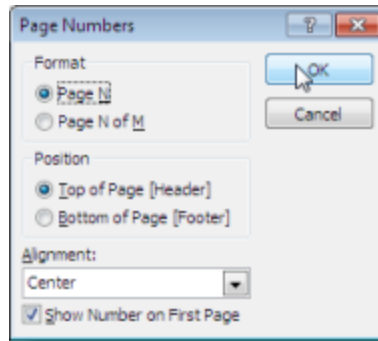 Page Numbers
Format
Page N
Page N of M
OK
Cancel
Position
Top of Page [Header]
Bottom of Page [Footer]
Alignment:
Center
Show Number on First Page